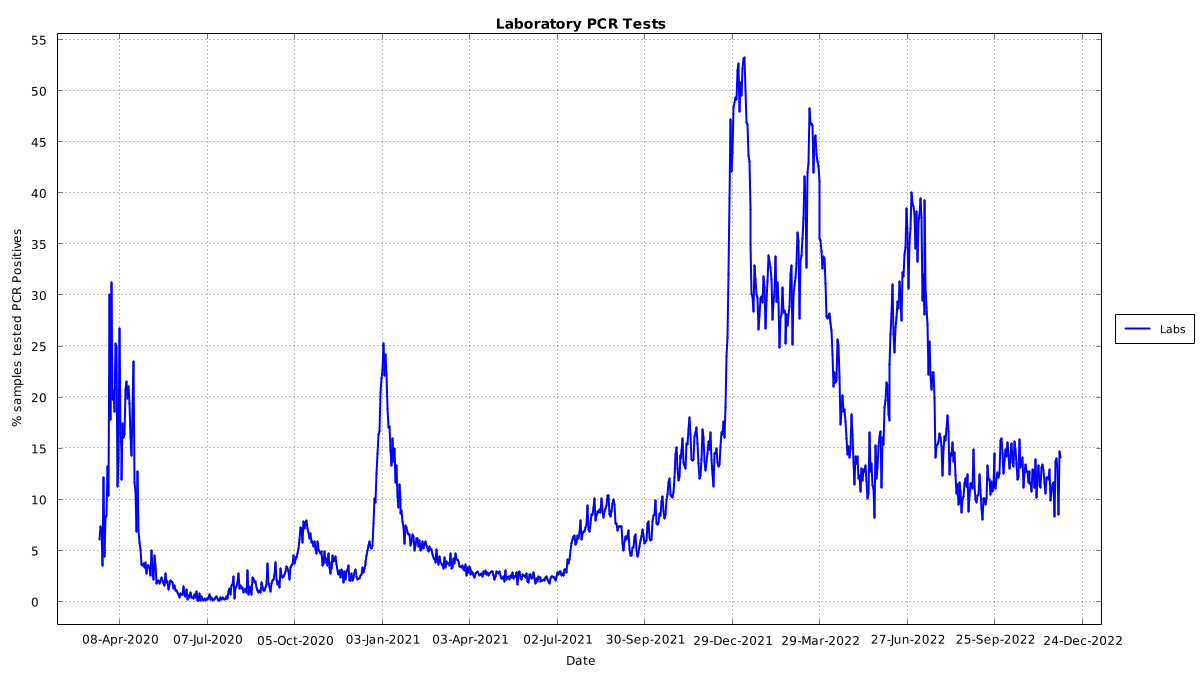 Laboratory PCR Tests
% samples tested PCR Positives
55
50
45
40
35
30
25
20
15
10
5
0
08-Apr-2020 07-Jul-2020 05-Oct-2020 03-Jan-2021 03-Apr-2021 02-Jul-2021 30-Sep-2021 29-Dec-2021 29-Mar-2022 27-Jun-2022 25-Sep-2022 24-Dec-2022
Date
Labs